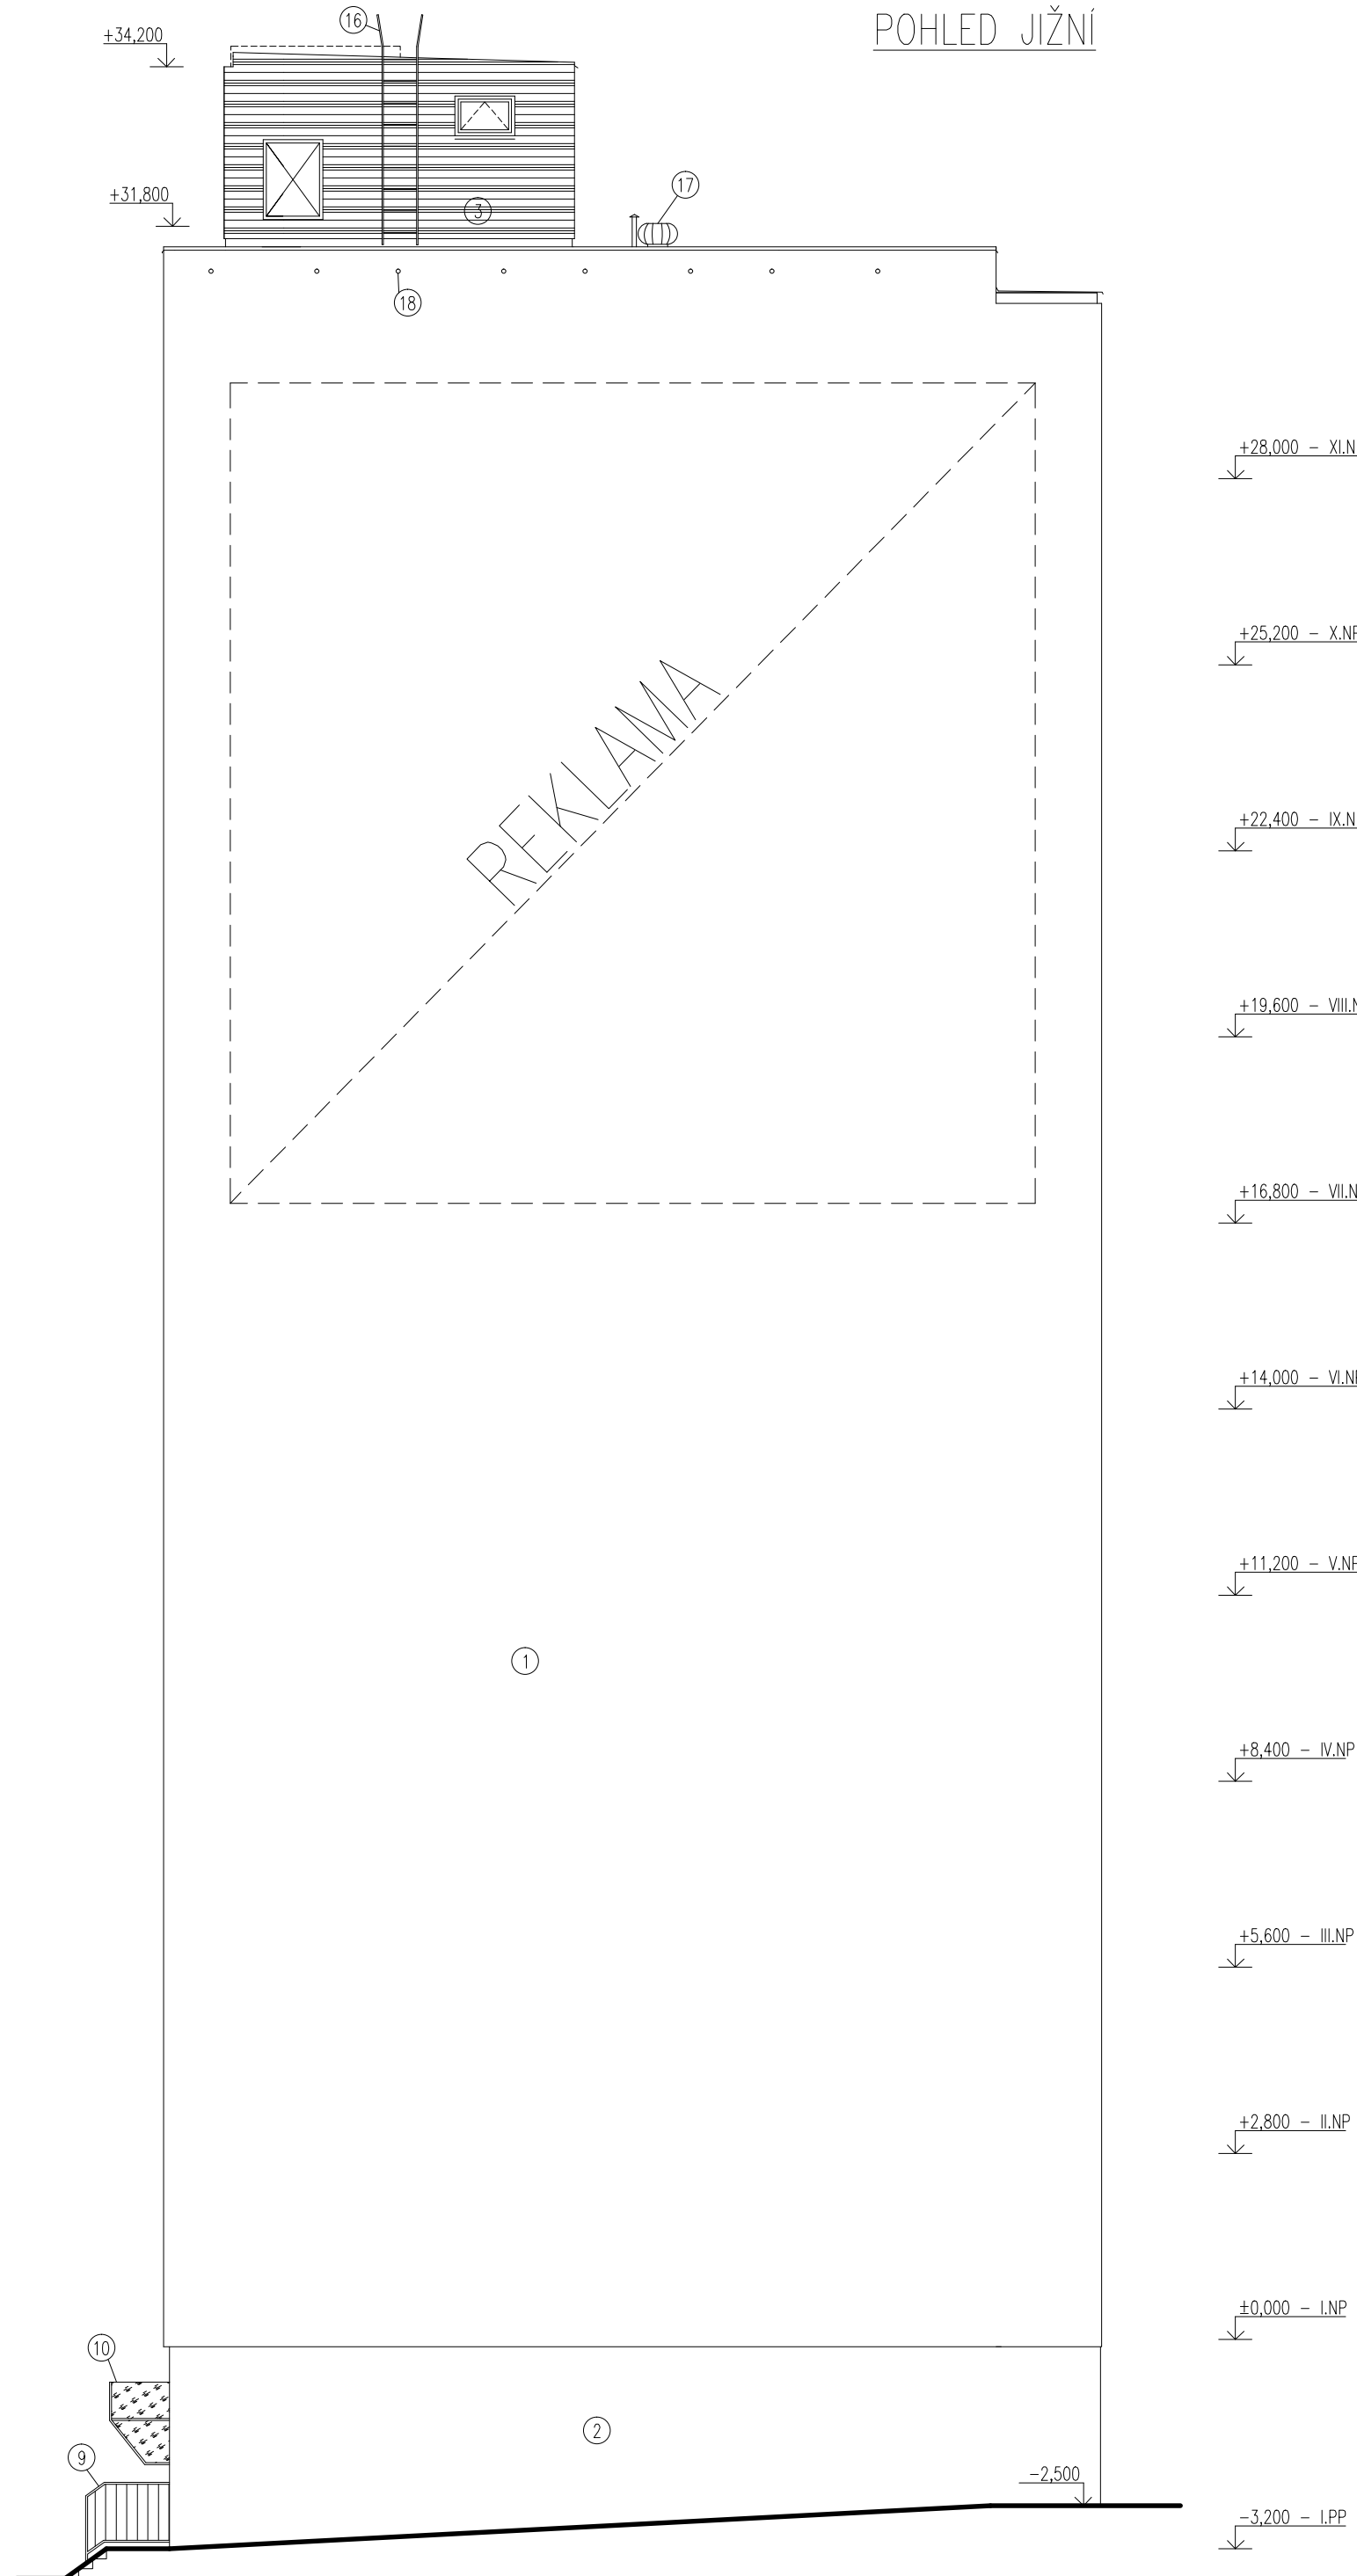 POHLED JIŽNÍ
+34,200
16
+31,800
17
3
18
+28,000 – XI.N
+25,200 – X.NP
REKLAMA
+22,400 – IX.N
+19,600 – VIII.N
+16,800 – VII.N
+14,000 – VI.NP
+11,200 – V.NP
1
+8,400 – IV.NP
+5,600 – III.NP
+2,800 – II.NP
±0,000 – I.NP
10
2
9
-2,500
-3,200 – I.PP